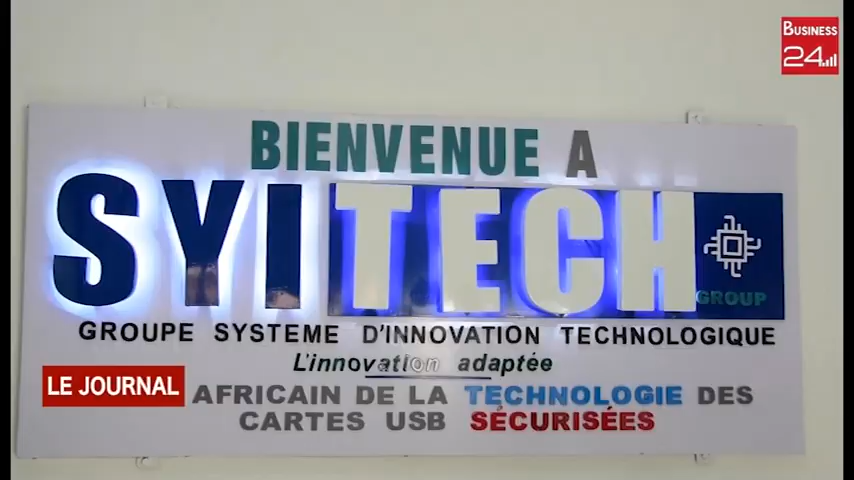 BUSINESS
24
BIENVENUE A
SYITECH
GROUP
GROUPE SYSTEME D'INNOVATION TECHNOLOGIQUE
L'innovation adaptée
LE JOURNAL
AFRICAIN DE LA TECHNOLOGIE DES
CARTES USB SÉCURISÉES